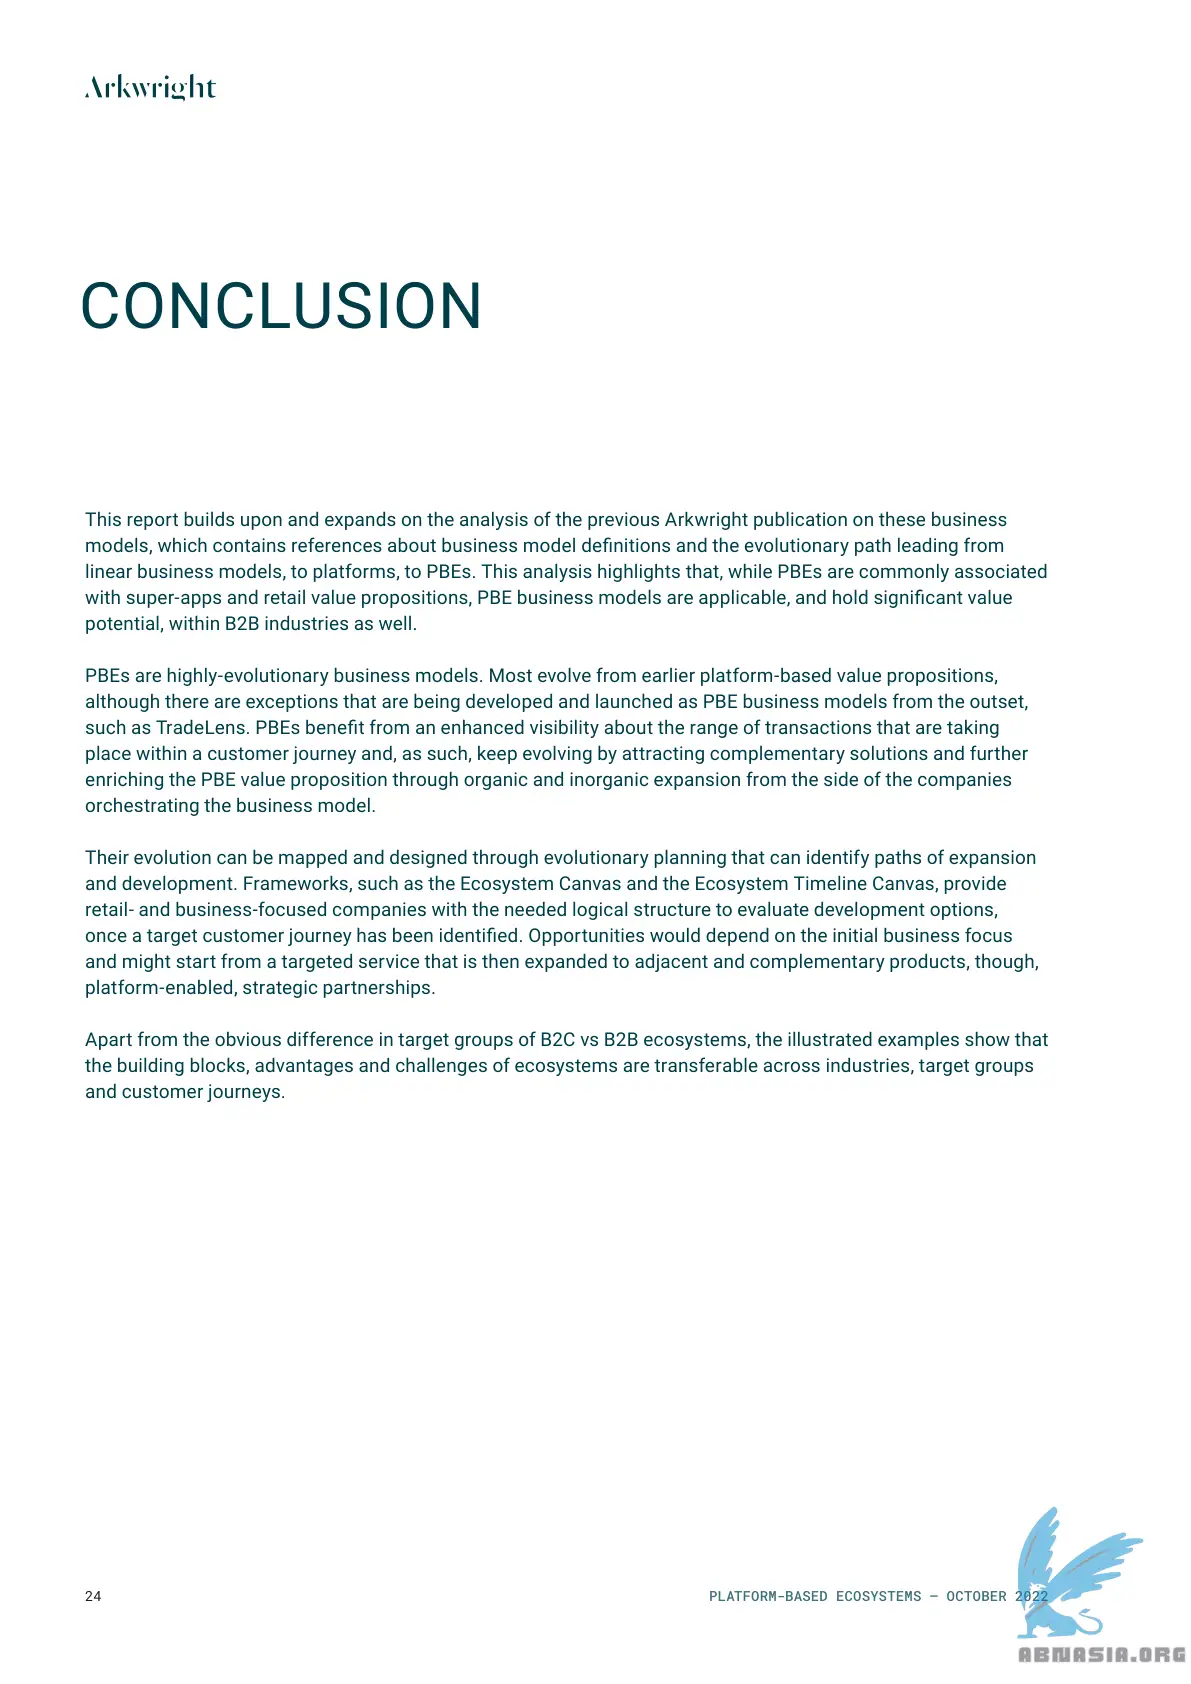 Arkwright
CONCLUSION
This report builds upon and expands on the analysis of the previous Arkwright publication on these business
models, which contains references about business model definitions and the evolutionary path leading from
linear business models, to platforms, to PBEs. This analysis highlights that, while PBEs are commonly associated
with super-apps and retail value propositions, PBE business models are applicable, and hold significant value
potential, within B2B industries as well.
PBEs are highly-evolutionary business models. Most evolve from earlier platform-based value propositions,
although there are exceptions that are being developed and launched as PBE business models from the outset,
such as TradeLens. PBEs benefit from an enhanced visibility about the range of transactions that are taking
place within a customer journey and, as such, keep evolving by attracting complementary solutions and further
enriching the PBE value proposition through organic and inorganic expansion from the side of the companies
orchestrating the business model.
Their evolution can be mapped and designed through evolutionary planning that can identify paths of expansion
and development. Frameworks, such as the Ecosystem Canvas and the Ecosystem Timeline Canvas, provide
retail- and business-focused companies with the needed logical structure to evaluate development options,
once a target customer journey has been identified. Opportunities would depend on the initial business focus
and might start from a targeted service that is then expanded to adjacent and complementary products, though,
platform-enabled, strategic partnerships.
Apart from the obvious difference in target groups of B2C vs B2B ecosystems, the illustrated examples show that
the building blocks, advantages and challenges of ecosystems are transferable across industries, target groups
and customer journeys.
24
PLATFORM-BASED ECOSYSTEMS – OCTOBER 2022
ABNASIA.ORG